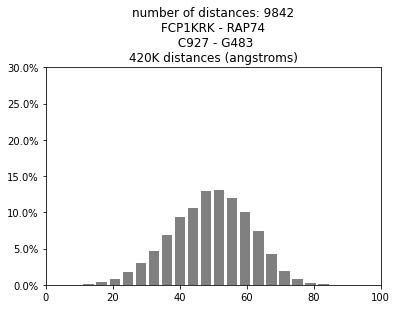 number of distances: 9842
FCP1KRK - RAP74
C927 - G483
420K distances (angstroms)
30.0%
25.0%
20.0%
15.0%
10.0%
5.0%
0.0%
0 20 40 60 80 100